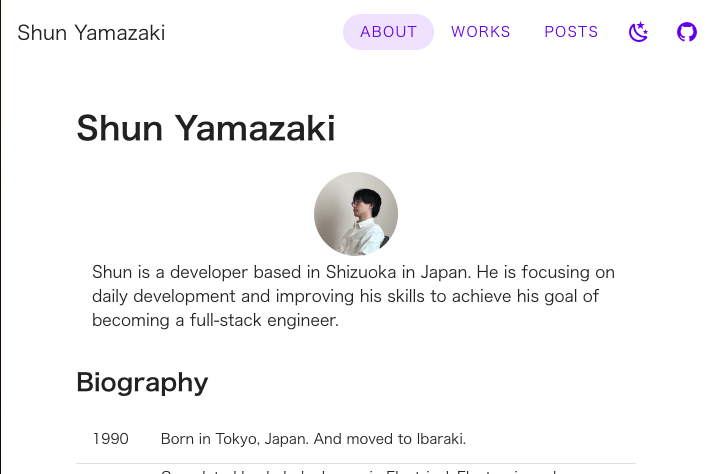 Shun Yamazaki
ABOUT WORKS POSTS
Shun Yamazaki
Shun is a developer based in Shizuoka in Japan. He is focusing on
daily development and improving his skills to achieve his goal of
becoming a full-stack engineer.
Biography
1990 Born in Tokyo, Japan. And moved to Ibaraki.